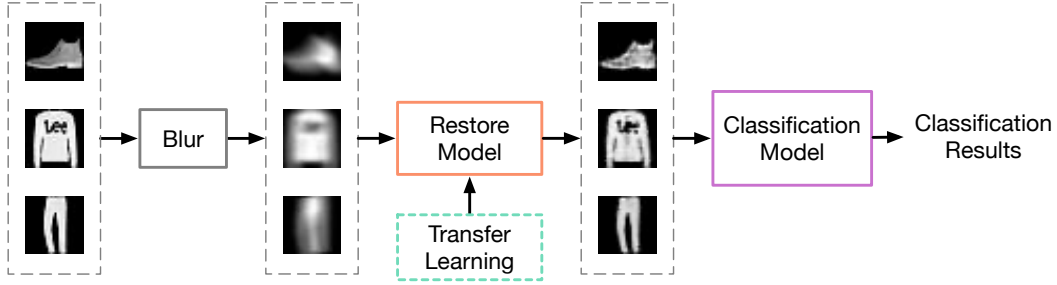 Lee
Blur
Restore
Model
Transfer
Learning
Lee
Classification
Model
Classification
Results